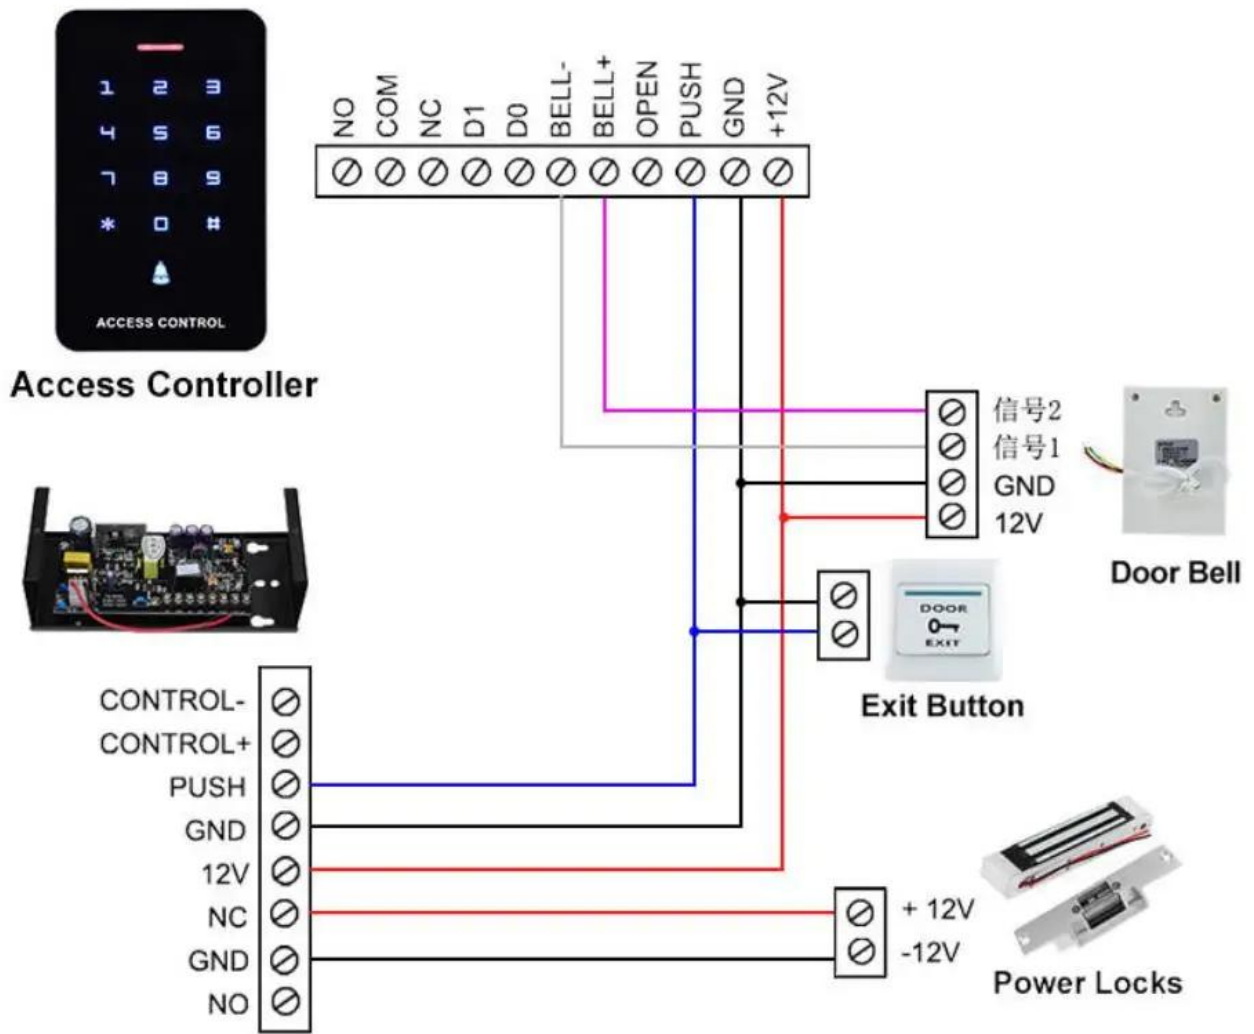 1 2 3
4 5 6
7 8 9
* 0 #
ACCESS CONTROL
Access Controller
NO
COM
NC
D1
D0
BELL-
BELL+
OPEN
PUSH
GND
+12V
信号2
信号1
GND
12V
Door Bell
DOOR
EXIT
Exit Button
CONTROL-
CONTROL+
PUSH
GND
12V
NC
GND
NO
+ 12V
-12V
Power Locks